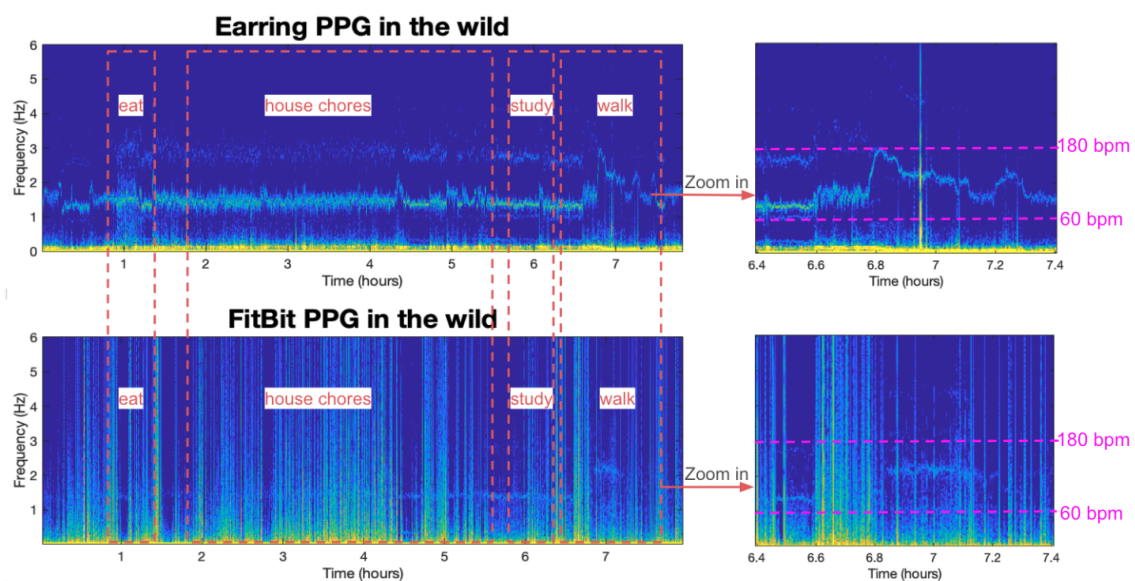 Earring PPG in the wild
6
5
4
3
2
1
0
Frequency (Hz)
eat
house chores
study
walk
1
2
3
4
5
6
7
Time (hours)
Zoom in
180 bpm
60 bpm
6.4
6.6
6.8
7
7.2
7.4
Time (hours)
FitBit PPG in the wild
6
5
4
3
2
1
Frequency (Hz)
eat
house chores
study
walk
1
2
3
4
5
6
7
Time (hours)
Zoom in
180 bpm
60 bpm
6.4
6.6
6.8
7
7.2
7.4
Time (hours)